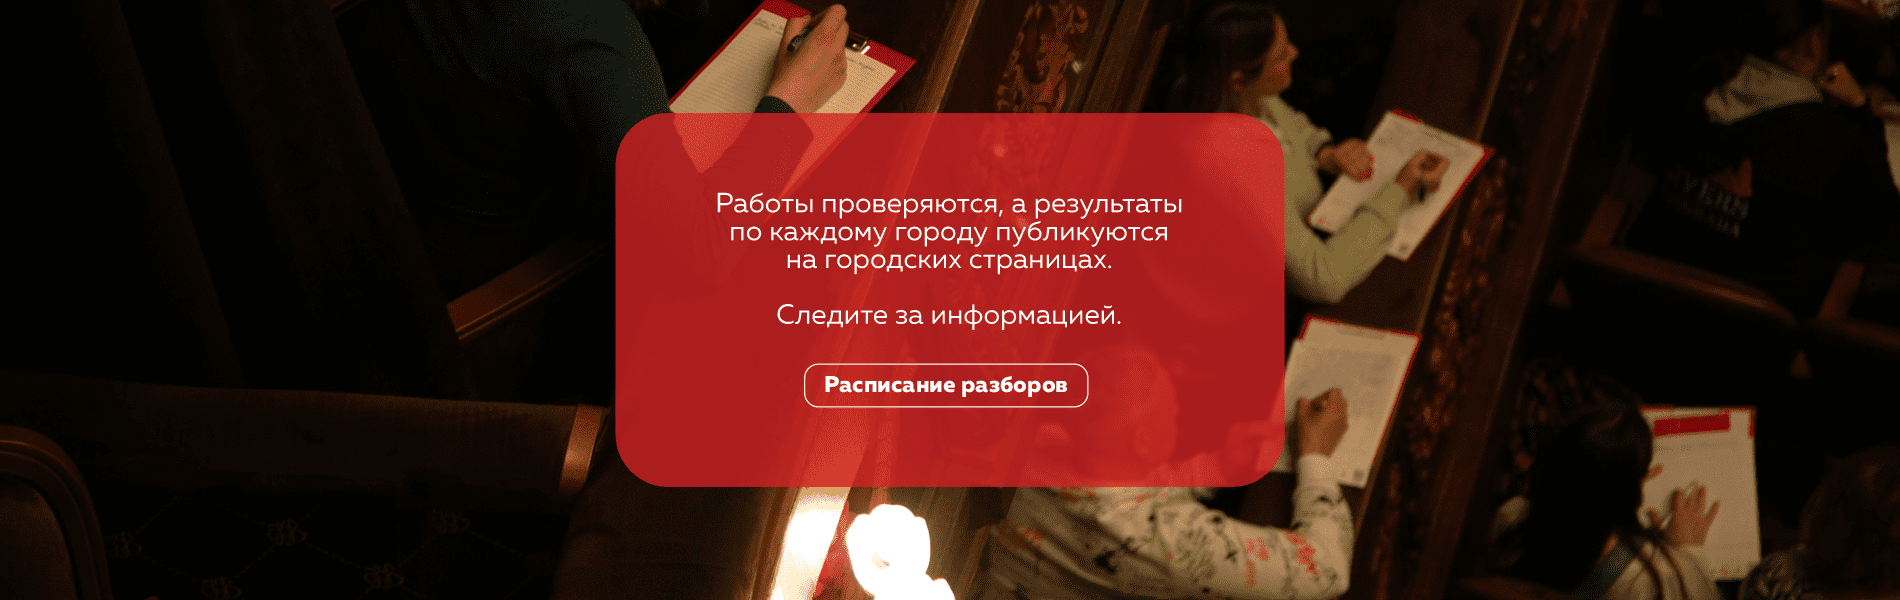 Работы проверяются, а результаты
по каждому городу публикуются
на городских страницах.
Следите за информацией.
Расписание разборов